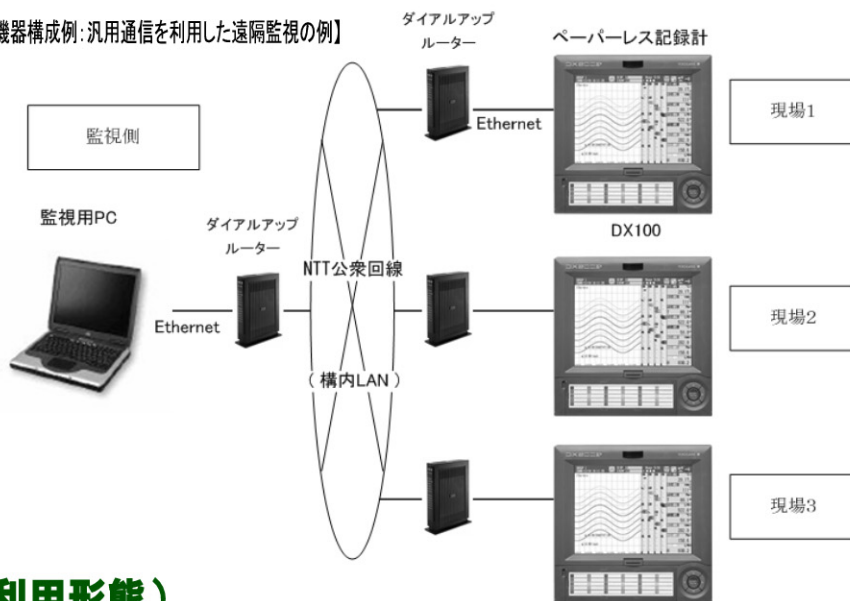 機器構成例:汎用通信を利用した遠隔監視の例】
ダイアルアップ
ルーター
ペーパーレス記録計
Ethernet
現場1
監視側
DX100
監視用PC
ダイアルアップ
ルーター
NTT公衆回線
Ethernet
現場2
(構内LAN)
現場3
利用形態)